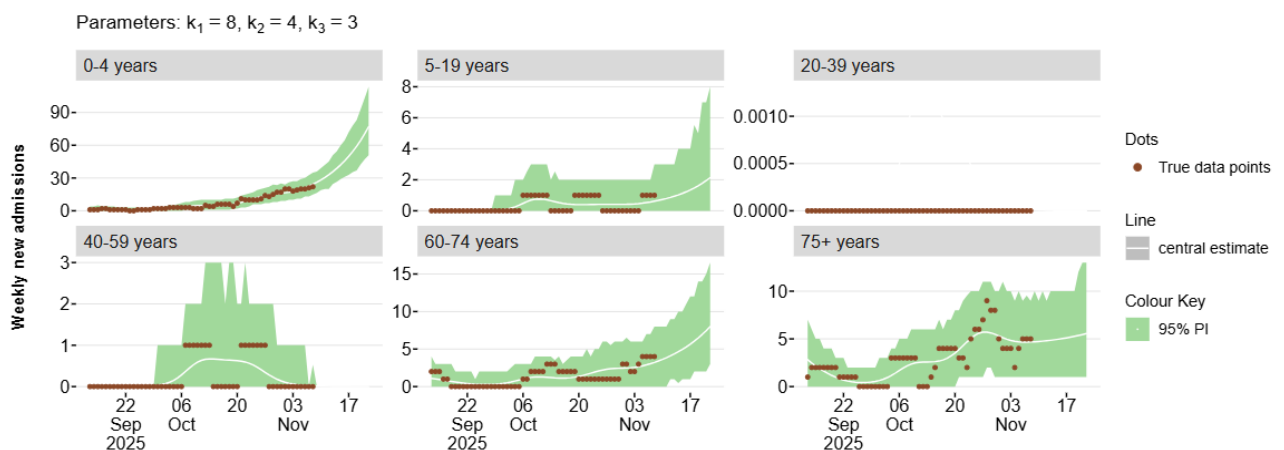 Parameters: k₁ = 8, k₂ = 4, k₃ = 3
Weekly new admissions
0-4 years
90
60
30
0
5-19 years
8
6
4
2
0
20-39 years
0.0010
0.0005
0.0000
40-59 years
3
2
1
0
22 06 20 03 17
Sep Oct Nov
2025
60-74 years
15
10
5
0
22 06 20 03 17
Sep Oct Nov
2025
75+ years
10
5
0
22 06 20 03 17
Sep Oct Nov
2025
Dots
True data points
Line
central estimate
Colour Key
95% PI